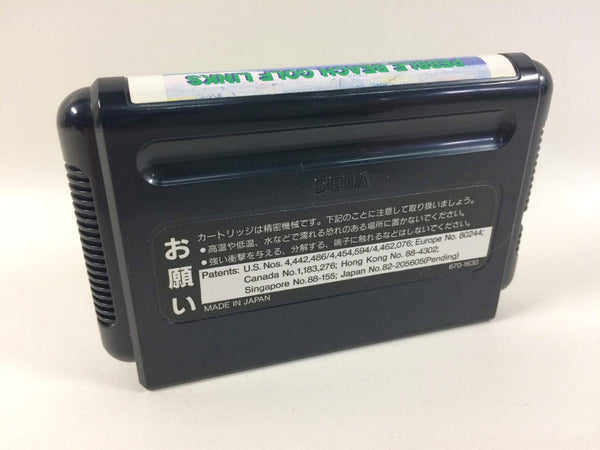 PEBBLE BEACH GOLF LINKS
SEGA
お願い
カートリッジは精密機械です。下記のことに注意して取り扱いましょう。
●高温や低温、水などで濡れる恐れのある場所に置かないでください。
●強い衝撃を与える、分解する、端子に触れるなどはしないでください。
Patents: U.S. Nos. 4,442,486/4,454,594/4,462,076; Europe No. 80244;
Canada No.1,183,276; Hong Kong No. 88-4302;
Singapore No.88-155; Japan No.82-205605(Pending)
MADE IN JAPAN
670-1630